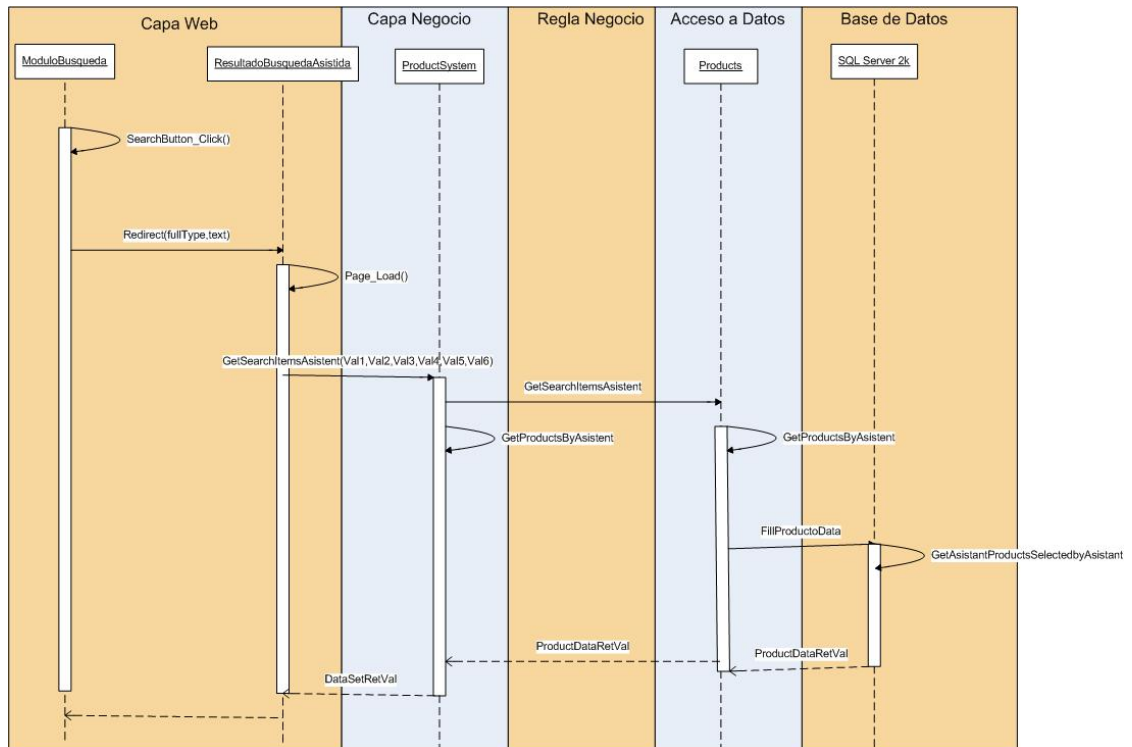 Capa Web
Capa Negocio
Regla Negocio
Acceso a Datos
Base de Datos
ModuloBusqueda
ResultadoBusquedaAsistida
ProductSystem
Products
SQL Server 2k
SearchButton_Click()
Redirect(fullType,text)
Page_Load()
GetSearchItemsAsistent(Val1,Val2,Val3,Val4,Val5,Val6)
GetSearchItemsAsistent
GetProductsByAsistent
GetProductsByAsistent
FillProductoData
GetAsistantProductsSelectedbyAsistant
ProductDataRetVal
ProductDataRetVal
DataSetRetVal